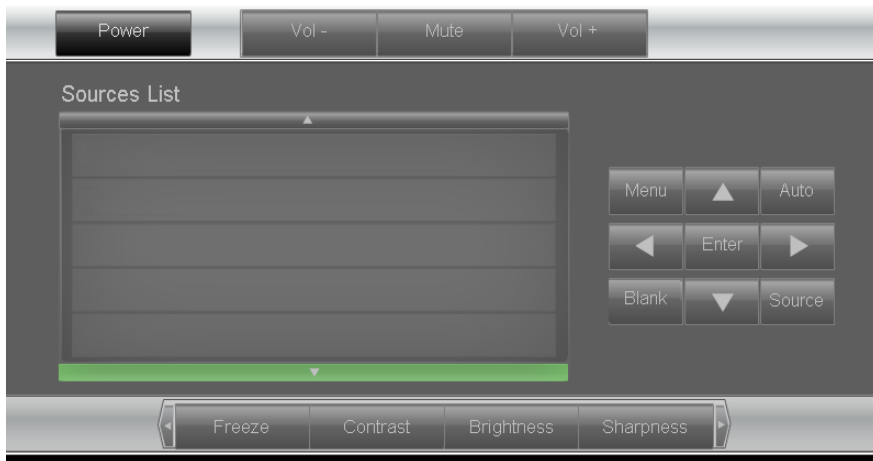 Power Vol - Mute Vol +
Sources List
Menu Auto
Enter
Blank Source
Freeze Contrast Brightness Sharpness